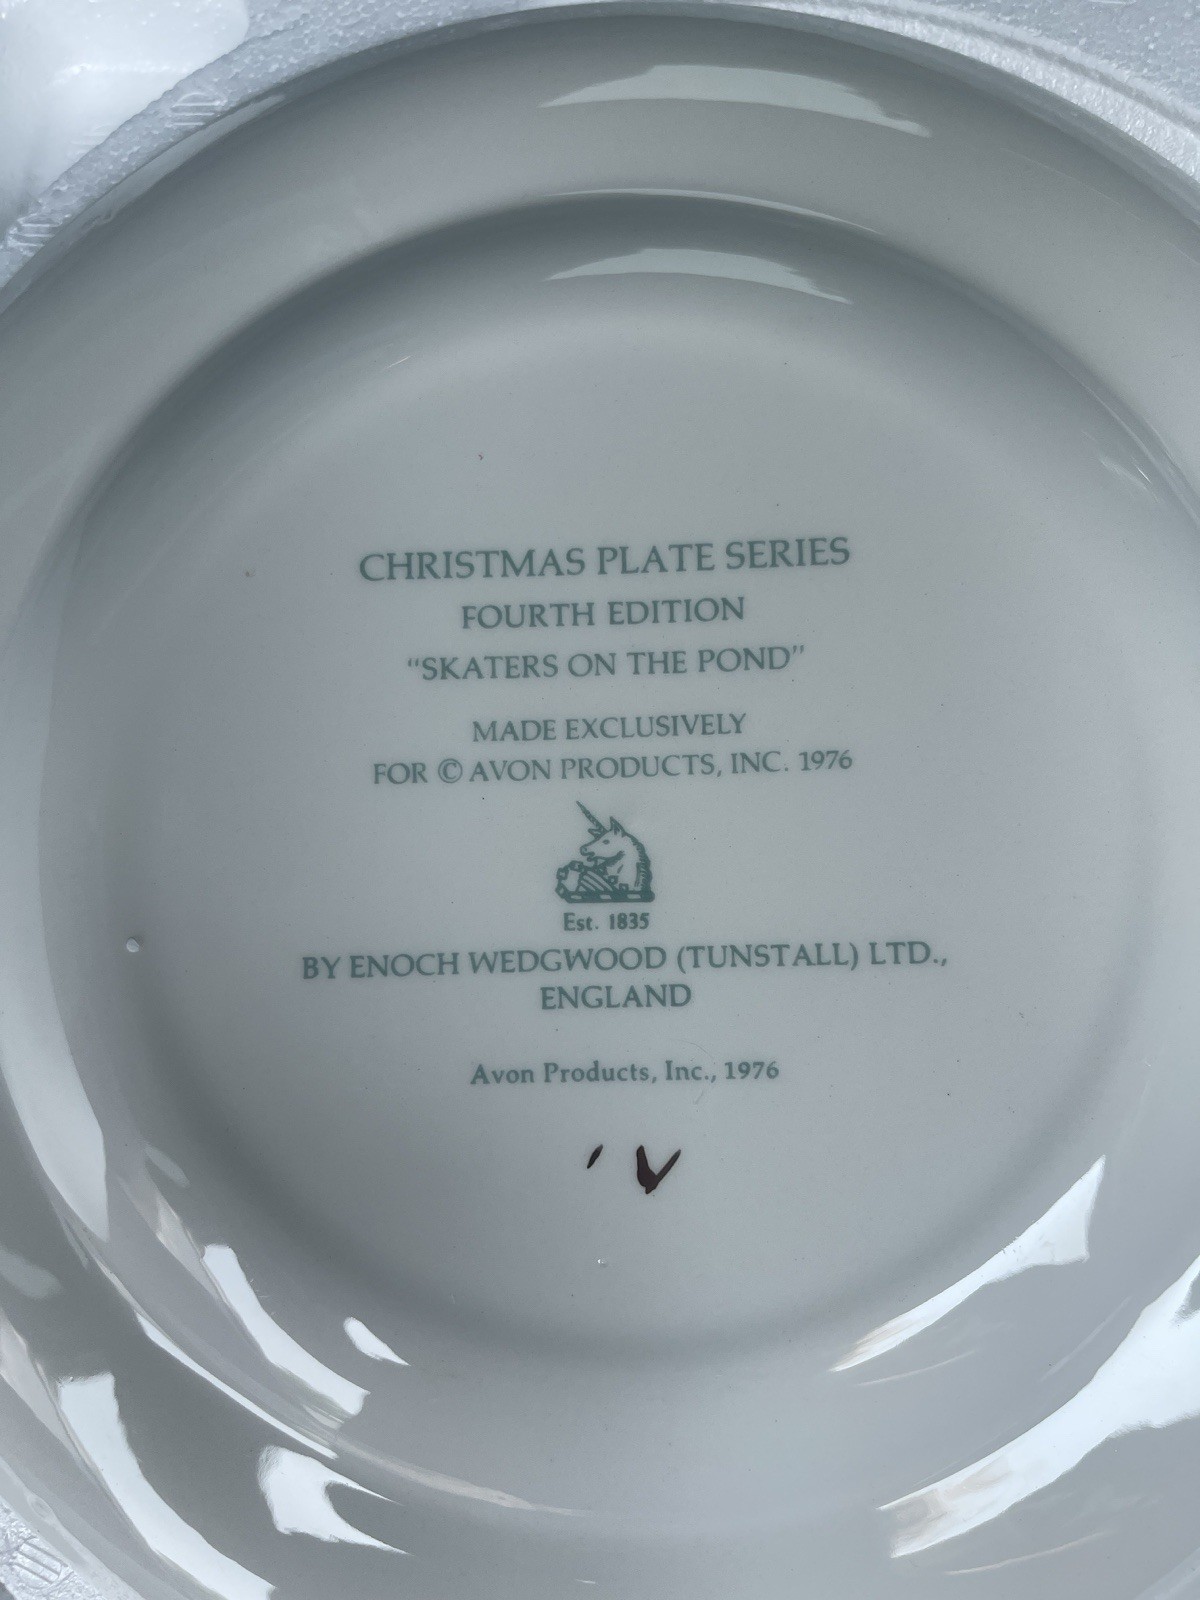 CHRISTMAS PLATE SERIES
FOURTH EDITION
“SKATERS ON THE POND”
MADE EXCLUSIVELY
FOR © AVON PRODUCTS, INC. 1976
Est. 1835
BY ENOCH WEDGWOOD (TUNSTALL) LTD.,
ENGLAND
Avon Products, Inc., 1976